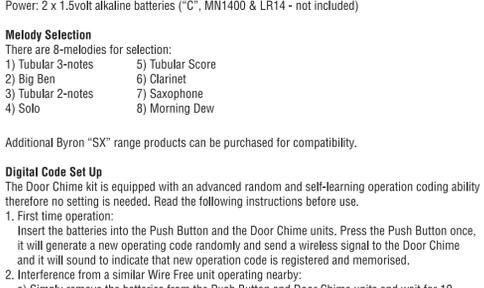 Power: 2 x 1.5volt alkaline batteries (“C”, MN1400 & LR14 - not included)
Melody Selection
There are 8-melodies for selection:
1) Tubular 3-notes 5) Tubular Score
2) Big Ben 6) Clarinet
3) Tubular 2-notes 7) Saxophone
4) Solo 8) Morning Dew
Additional Byron “SX” range products can be purchased for compatibility.
Digital Code Set Up
The Door Chime kit is equipped with an advanced random and self-learning operation coding ability
therefore no setting is needed. Read the following instructions before use.
1. First time operation:
Insert the batteries into the Push Button and the Door Chime units. Press the Push Button once,
it will generate a new operating code randomly and send a wireless signal to the Door Chime
and it will sound to indicate that new operation code is registered and memorised.
2. Interference from a similar Wire Free unit operating nearby:
a) Simply remove the batteries from the Push Button and Door Chime units and wait for 10